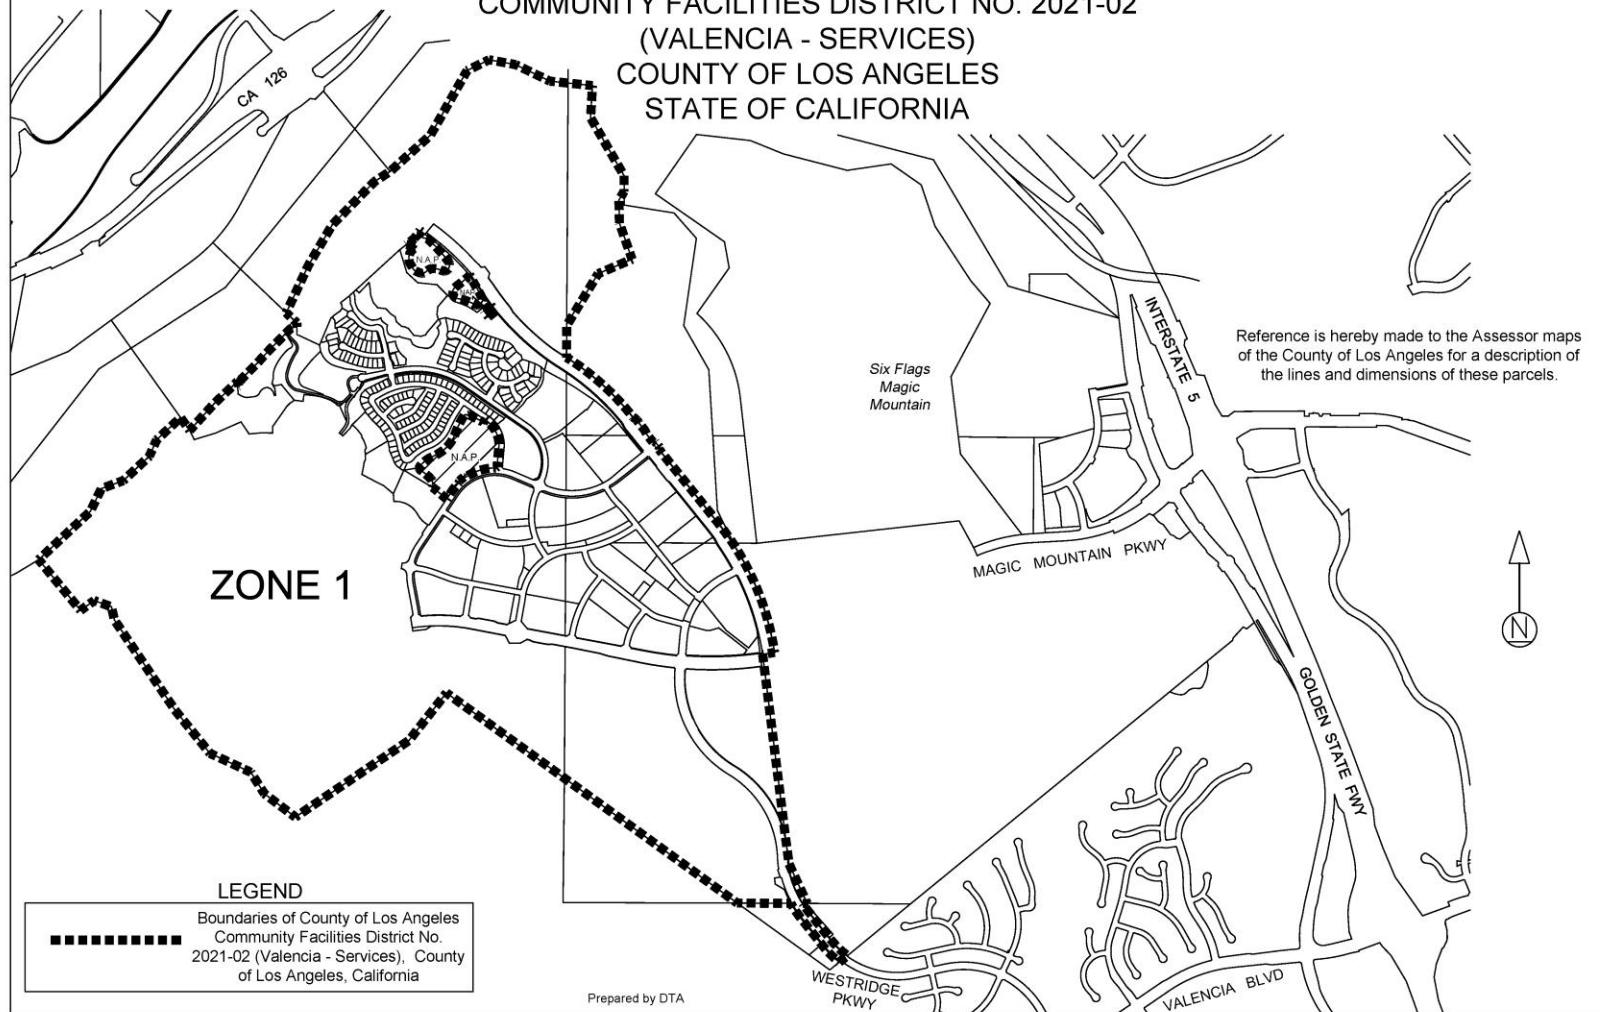 COMMUNITY FACILITIES DISTRICT NO. 2021-02
(VALENCIA - SERVICES)
COUNTY OF LOS ANGELES
STATE OF CALIFORNIA
CA 126
N.A.P.
NAP
INTERSTATE 5
Reference is hereby made to the Assessor maps
of the County of Los Angeles for a description of
the lines and dimensions of these parcels.
Six Flags
Magic
Mountain
N.A.P.
MAGIC MOUNTAIN PKWY
ZONE 1
N
GOLDEN STATE FWY
LEGEND
Boundaries of County of Los Angeles
Community Facilities District No.
2021-02 (Valencia - Services), County
of Los Angeles, California
WESTRIDGE
PKWY
VALENCIA BLVD
Prepared by DTA